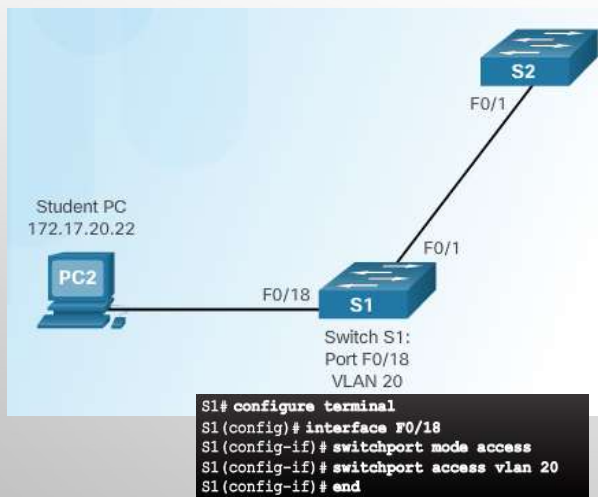 S2
F0/1
Student PC
172.17.20.22
F0/1
PC2
F0/18
S1
Switch S1:
Port F0/18
VLAN 20
S1# configure terminal
S1(config)# interface F0/18
S1(config-if)# switchport mode access
S1(config-if)# switchport access vlan 20
S1(config-if)# end